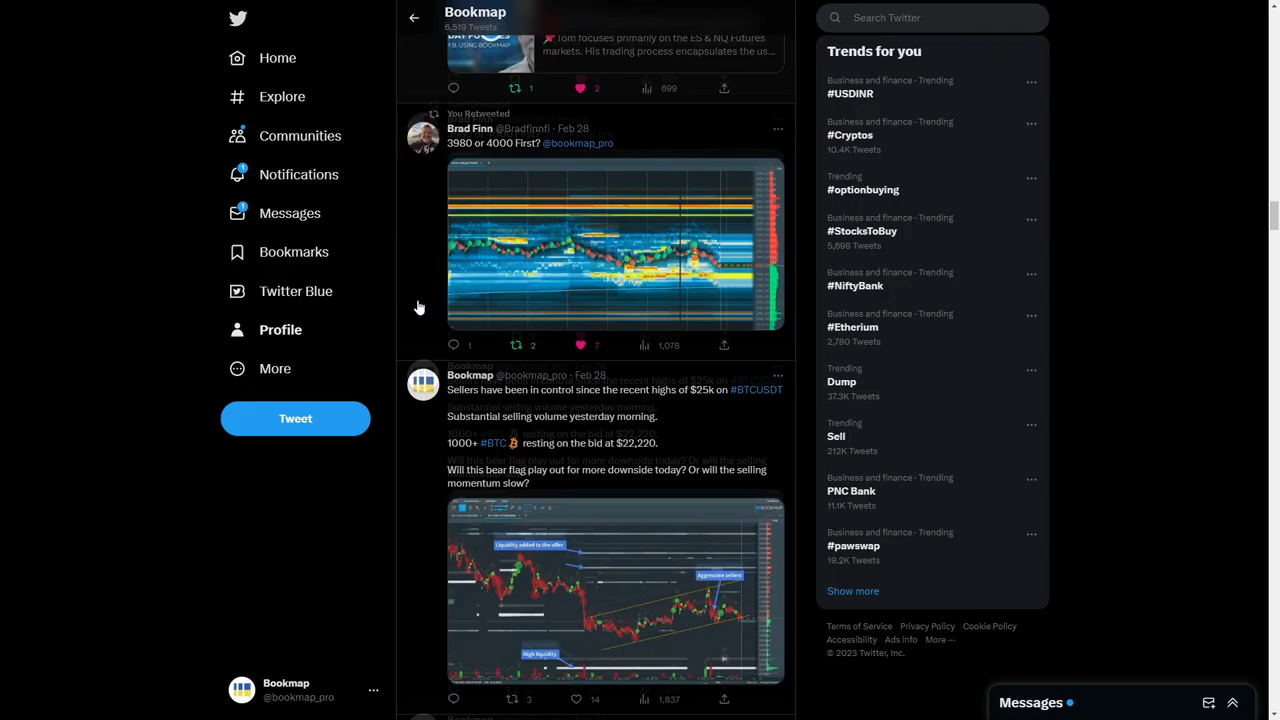 Home
Explore
Communities
1
Notifications
1
Messages
Bookmarks
Twitter Blue
Profile
More
Tweet
Bookmap
@bookmap_pro
Bookmap
6,519 Tweets
Tom focuses primarily on the ES & NQ Futures
markets. His trading process encapsulates the us...
1 2 699
You Retweeted
Brad Finn @Bradfinnfi · Feb 28
3980 or 4000 First? @bookmap_pro
1 2 7 1,078
Bookmap @bookmap_pro · Feb 28
Sellers have been in control since the recent highs of $25k on #BTCUSDT
Substantial selling volume yesterday morning.
1000+ #BTC resting on the bid at $22,220.
Will this bear flag play out for more downside today? Or will the selling
momentum slow?
BOOKMAP
Liquidity added to the offer
Aggressive sellers
High liquidity
3 14 1,837
Search Twitter
Trends for you
Business and finance · Trending
#USDINR
Business and finance · Trending
#Cryptos
10.4K Tweets
Trending
#optionbuying
Business and finance · Trending
#StocksToBuy
5,698 Tweets
Business and finance · Trending
#NiftyBank
Business and finance · Trending
#Etherium
2,780 Tweets
Trending
Dump
37.3K Tweets
Trending
Sell
212K Tweets
Business and finance · Trending
PNC Bank
11.1K Tweets
Business and finance · Trending
#pawswap
19.2K Tweets
Show more
Terms of Service Privacy Policy Cookie Policy
Accessibility Ads info More ···
© 2023 Twitter, Inc.
Messages